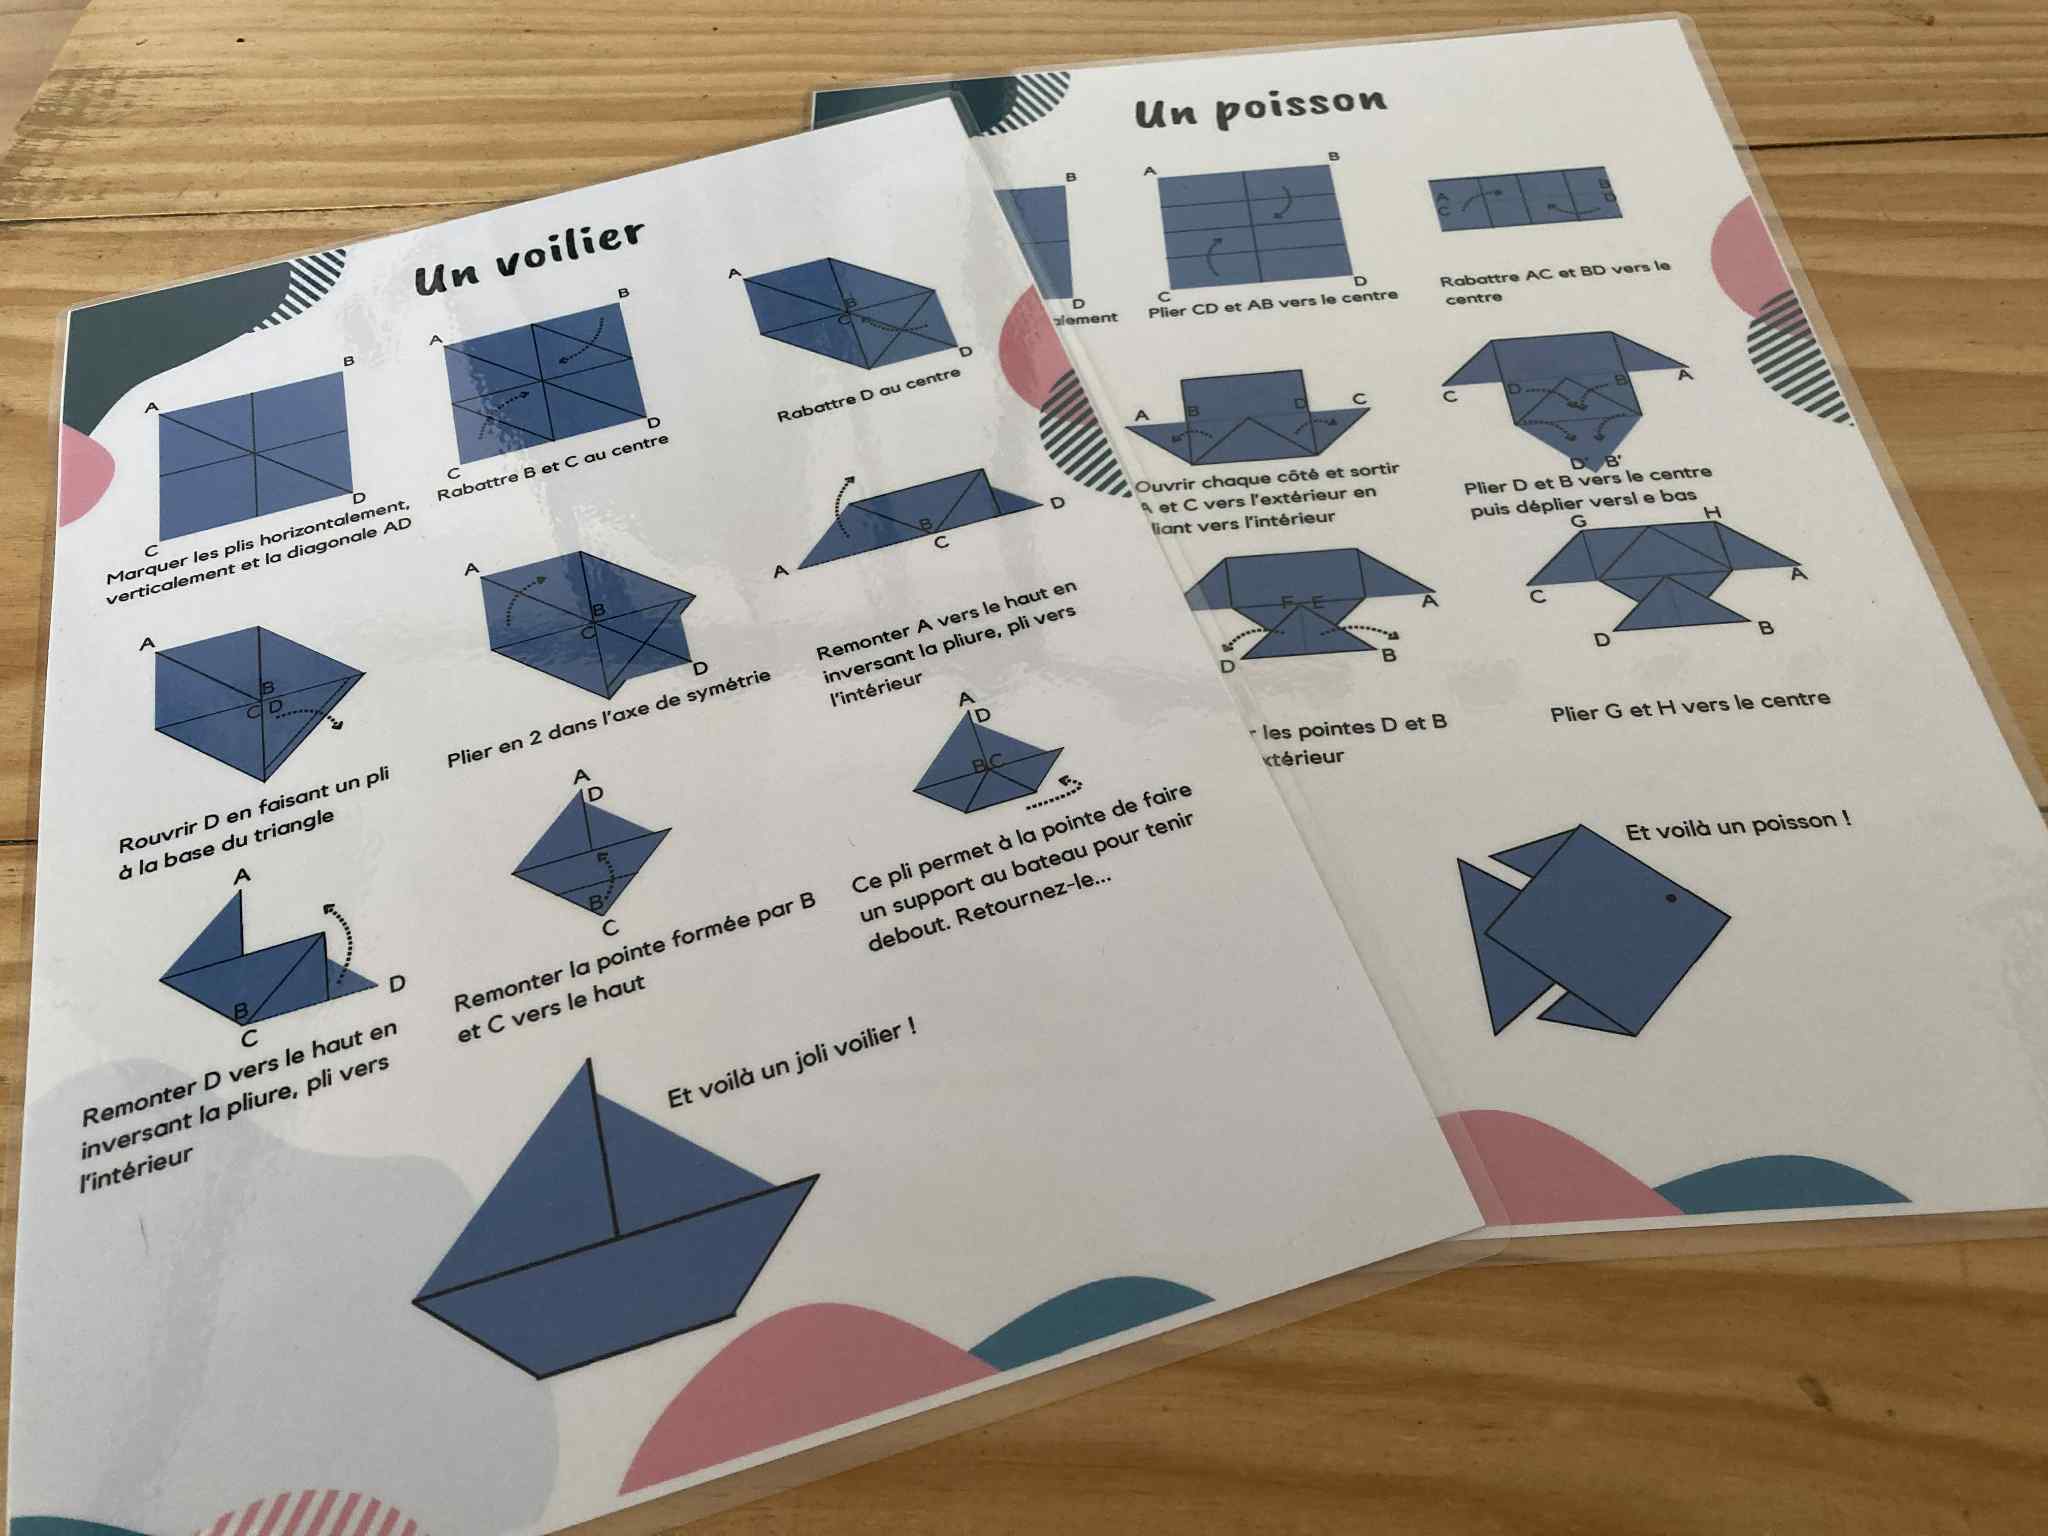 Un voilier
A
B
C
D
Marquer les plis horizontalement,
verticalement et la diagonale AD
A
B
C
D
Rabattre B et C au centre
A
B
C
D
Rabattre D au centre
A
B
C D
Rouvrir D en faisant un pli
à la base du triangle
A
B
C
D
Plier en 2 dans l'axe de symétrie
A
B
C
D
Remonter A vers le haut en
inversant la pliure, pli vers
l'intérieur
A
B
C
D
Remonter D vers le haut en
inversant la pliure, pli vers
l'intérieur
A
D
B
C
Remonter la pointe formée par B
et C vers le haut
A
D
B C
Ce pli permet à la pointe de faire
un support au bateau pour tenir
debout. Retournez-le...
Et voilà un joli voilier !
Un poisson
B
D
A
B
C
D
Plier CD et AB vers le centre
A
C
B
D
Rabattre AC et BD vers le
centre
A
B
D
C
Ouvrir chaque côté et sortir
A et C vers l'extérieur en
vers l'intérieur
C
D
B
A
D' B'
Plier D et B vers le centre
puis déplier versl e bas
F E
A
D
B
les pointes D et B
G
H
C
A
D
B
Plier G et H vers le centre
Et voilà un poisson !